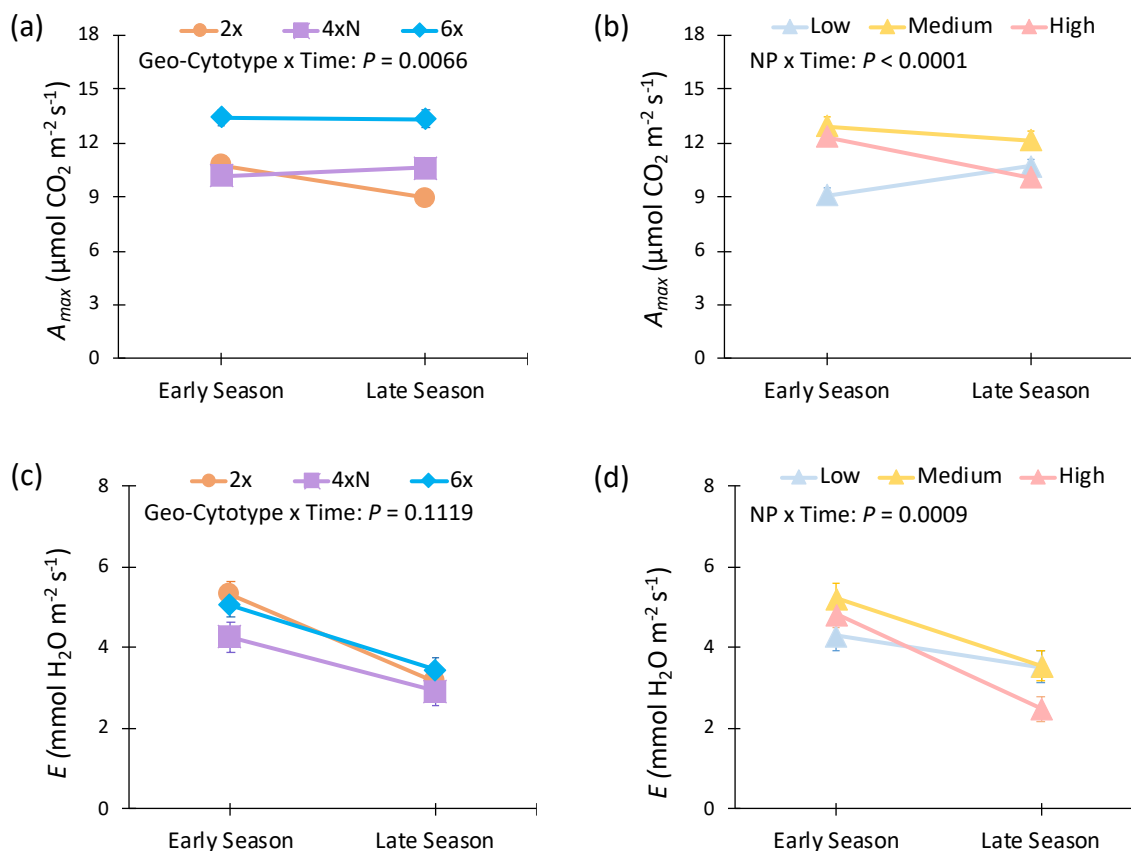 (a)
2x 4xN 6x
Geo-Cytotype x Time: P = 0.0066
18
15
12
9
6
3
0
A_max (μmol CO₂ m⁻² s⁻¹)
Early Season Late Season
(b)
Low Medium High
NP x Time: P < 0.0001
18
15
12
9
6
3
0
A_max (μmol CO₂ m⁻² s⁻¹)
Early Season Late Season
(c)
2x 4xN 6x
Geo-Cytotype x Time: P = 0.1119
8
6
4
2
0
E (mmol H₂O m⁻² s⁻¹)
Early Season Late Season
(d)
Low Medium High
NP x Time: P = 0.0009
8
6
4
2
0
E (mmol H₂O m⁻² s⁻¹)
Early Season Late Season